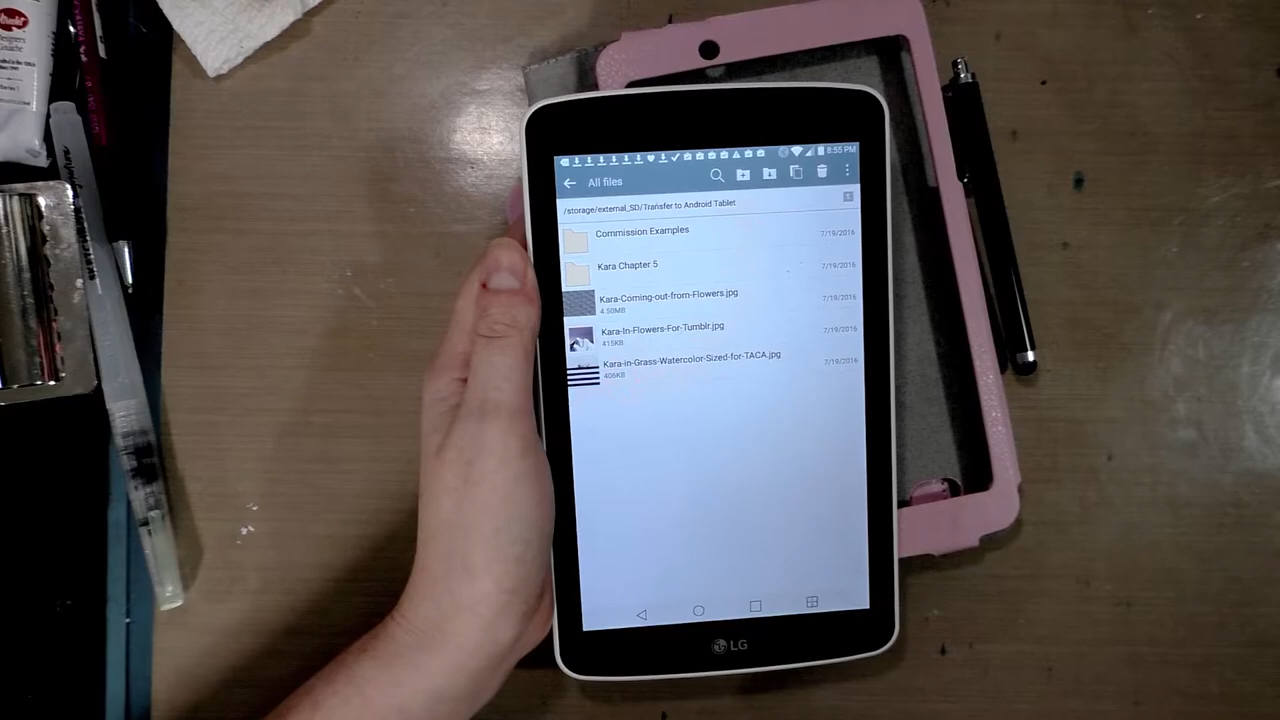 8:55 PM
All files
/storage/external_SD/Transfer to Android Tablet
Commission Examples
7/19/2016
Kara Chapter 5
7/19/2016
Kara-Coming-out-from-Flowers.jpg
4.50MB
7/19/2016
Kara-In-Flowers-For-Tumblr.jpg
415KB
7/19/2016
Kara-in-Grass-Watercolor-Sized-for-TACA.jpg
406KB
7/19/2016
LG
Designers
Gouache